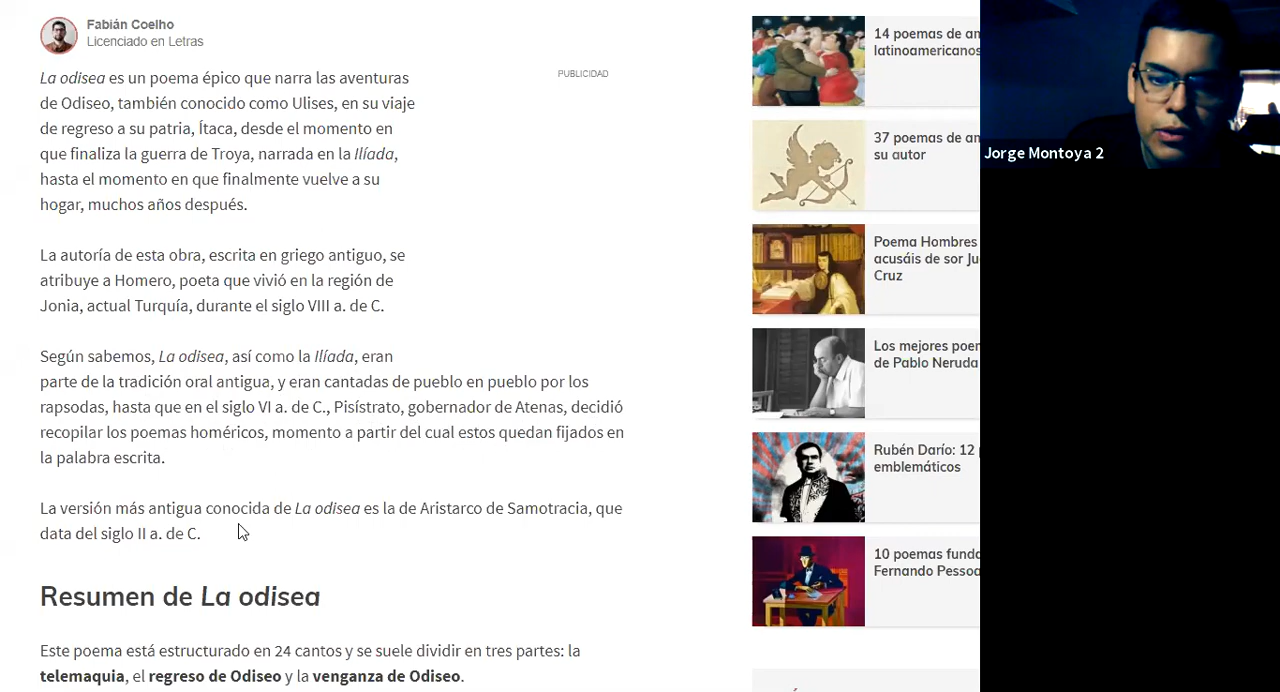 Fabián Coelho
Licenciado en Letras
La odisea es un poema épico que narra las aventuras
de Odiseo, también conocido como Ulises, en su viaje
de regreso a su patria, Ítaca, desde el momento en
que finaliza la guerra de Troya, narrada en la Ilíada,
hasta el momento en que finalmente vuelve a su
hogar, muchos años después.
PUBLICIDAD
La autoría de esta obra, escrita en griego antiguo, se
atribuye a Homero, poeta que vivió en la región de
Jonia, actual Turquía, durante el siglo VIII a. de C.
Según sabemos, La odisea, así como la Ilíada, eran
parte de la tradición oral antigua, y eran cantadas de pueblo en pueblo por los
rapsodas, hasta que en el siglo VI a. de C., Pisístrato, gobernador de Atenas, decidió
recopilar los poemas homéricos, momento a partir del cual estos quedan fijados en
la palabra escrita.
La versión más antigua conocida de La odisea es la de Aristarco de Samotracia, que
data del siglo II a. de C.
Resumen de La odisea
Este poema está estructurado en 24 cantos y se suele dividir en tres partes: la
telemaquia, el regreso de Odiseo y la venganza de Odiseo.
14 poemas de am
latinoamericanos
37 poemas de am
su autor
Poema Hombres
acusáis de sor Ju
Cruz
Los mejores poem
de Pablo Neruda
Rubén Darío: 12
emblemáticos
10 poemas funda
Fernando Pessoa
Jorge Montoya 2